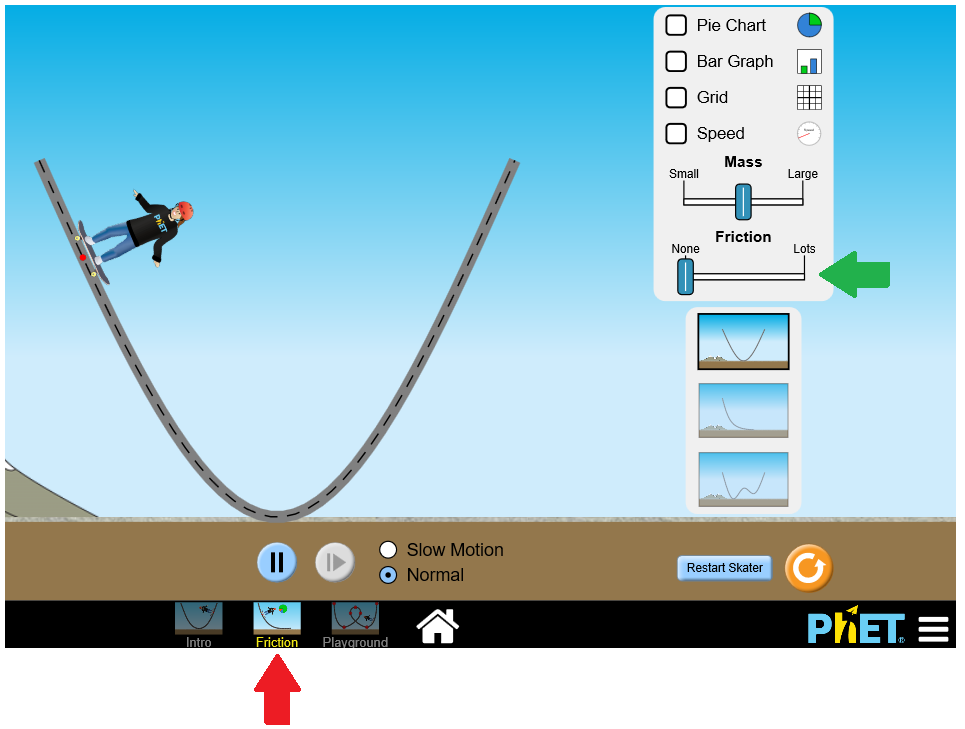 Pie Chart
Bar Graph
Grid
Speed
Mass
Small Large
Friction
None Lots
PhET
Slow Motion
Normal
Restart Skater
Intro Friction Playground
PhET®